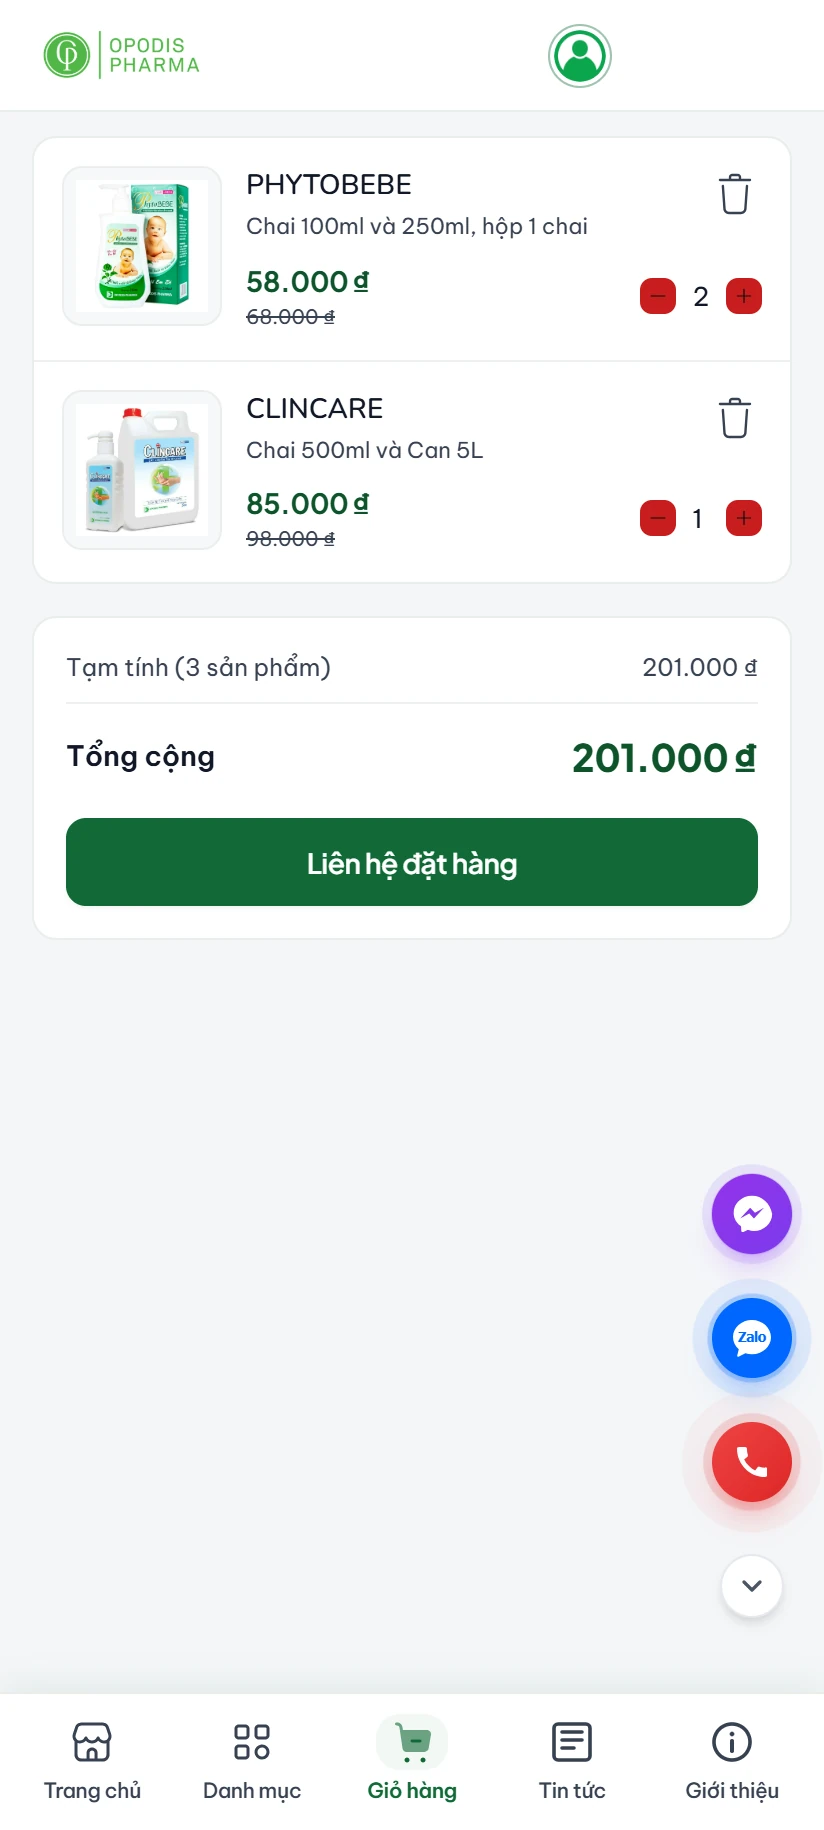 OPODIS
PHARMA
PHYTOBEBE
Chai 100ml và 250ml, hộp 1 chai
58.000 ₫
68.000 ₫
2
CLINCARE
CLINCARE
Chai 500ml và Can 5L
85.000 ₫
98.000 ₫
1
Tạm tính (3 sản phẩm)
201.000 ₫
Tổng cộng
201.000 ₫
Liên hệ đặt hàng
Zalo
Trang chủ
Danh mục
Giỏ hàng
Tin tức
Giới thiệu